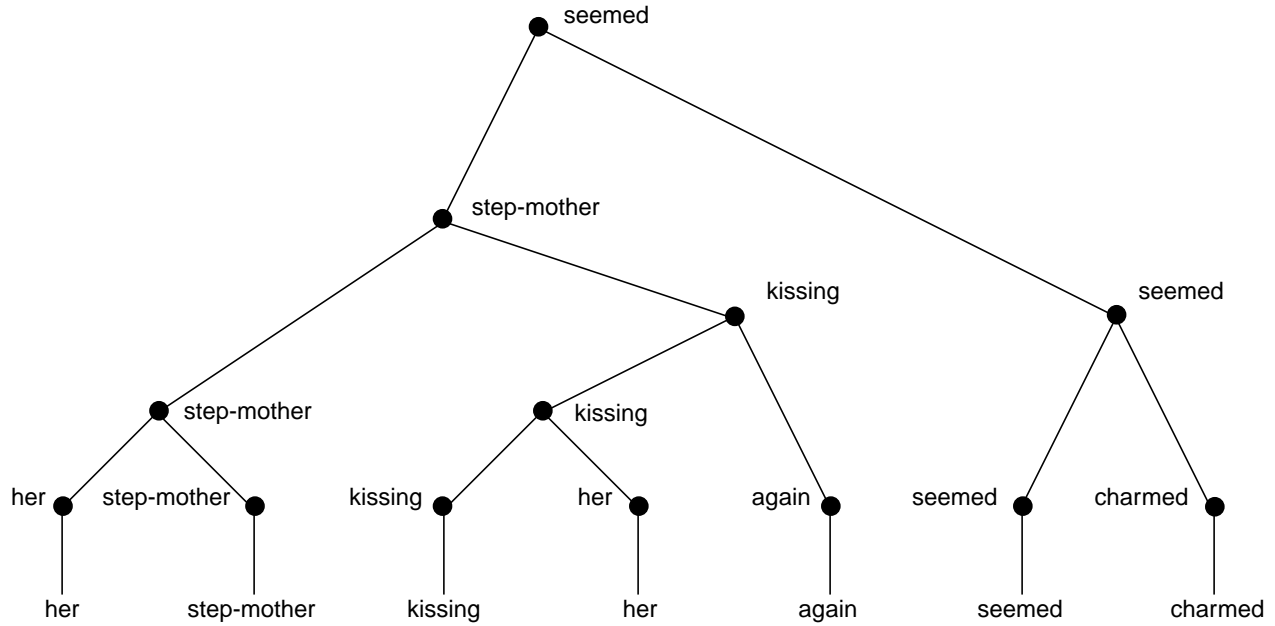 seemed
step-mother
kissing seemed
step-mother kissing
her step-mother kissing her again seemed charmed
her step-mother kissing her again seemed charmed